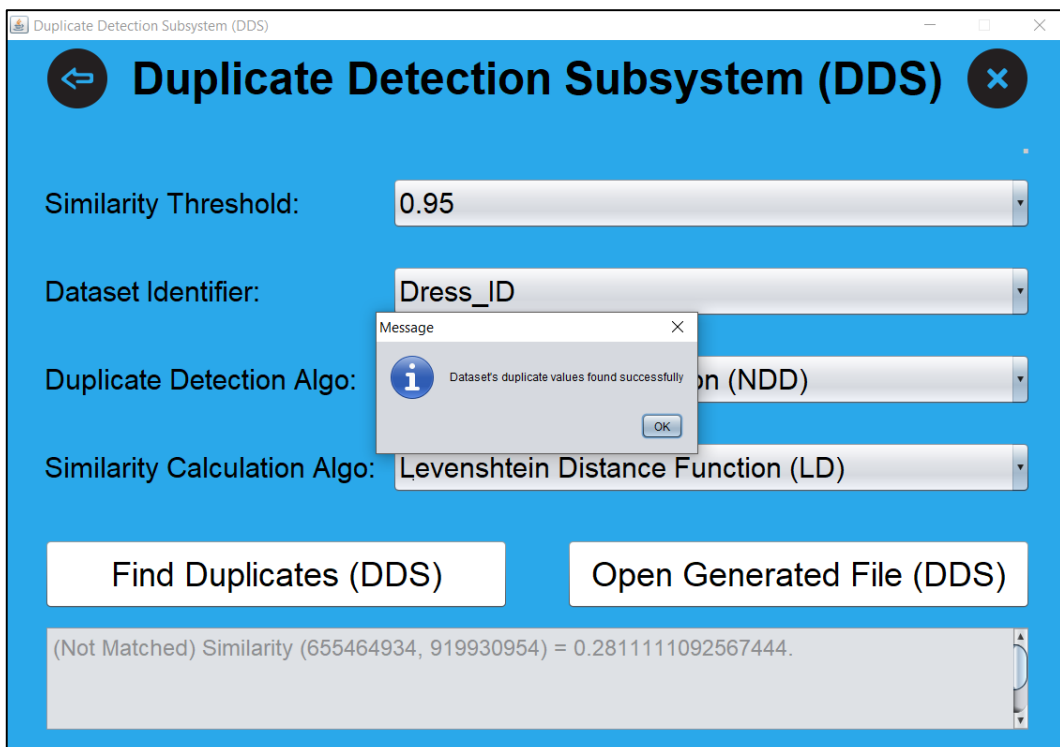 Duplicate Detection Subsystem (DDS)
Duplicate Detection Subsystem (DDS)
Similarity Threshold:
0.95
Dataset Identifier:
Dress_ID
Message
Dataset's duplicate values found successfully
OK
Duplicate Detection Algo:
(NDD)
Similarity Calculation Algo:
Levenshtein Distance Function (LD)
Find Duplicates (DDS)
Open Generated File (DDS)
(Not Matched) Similarity (655464934, 919930954) = 0.2811111092567444.